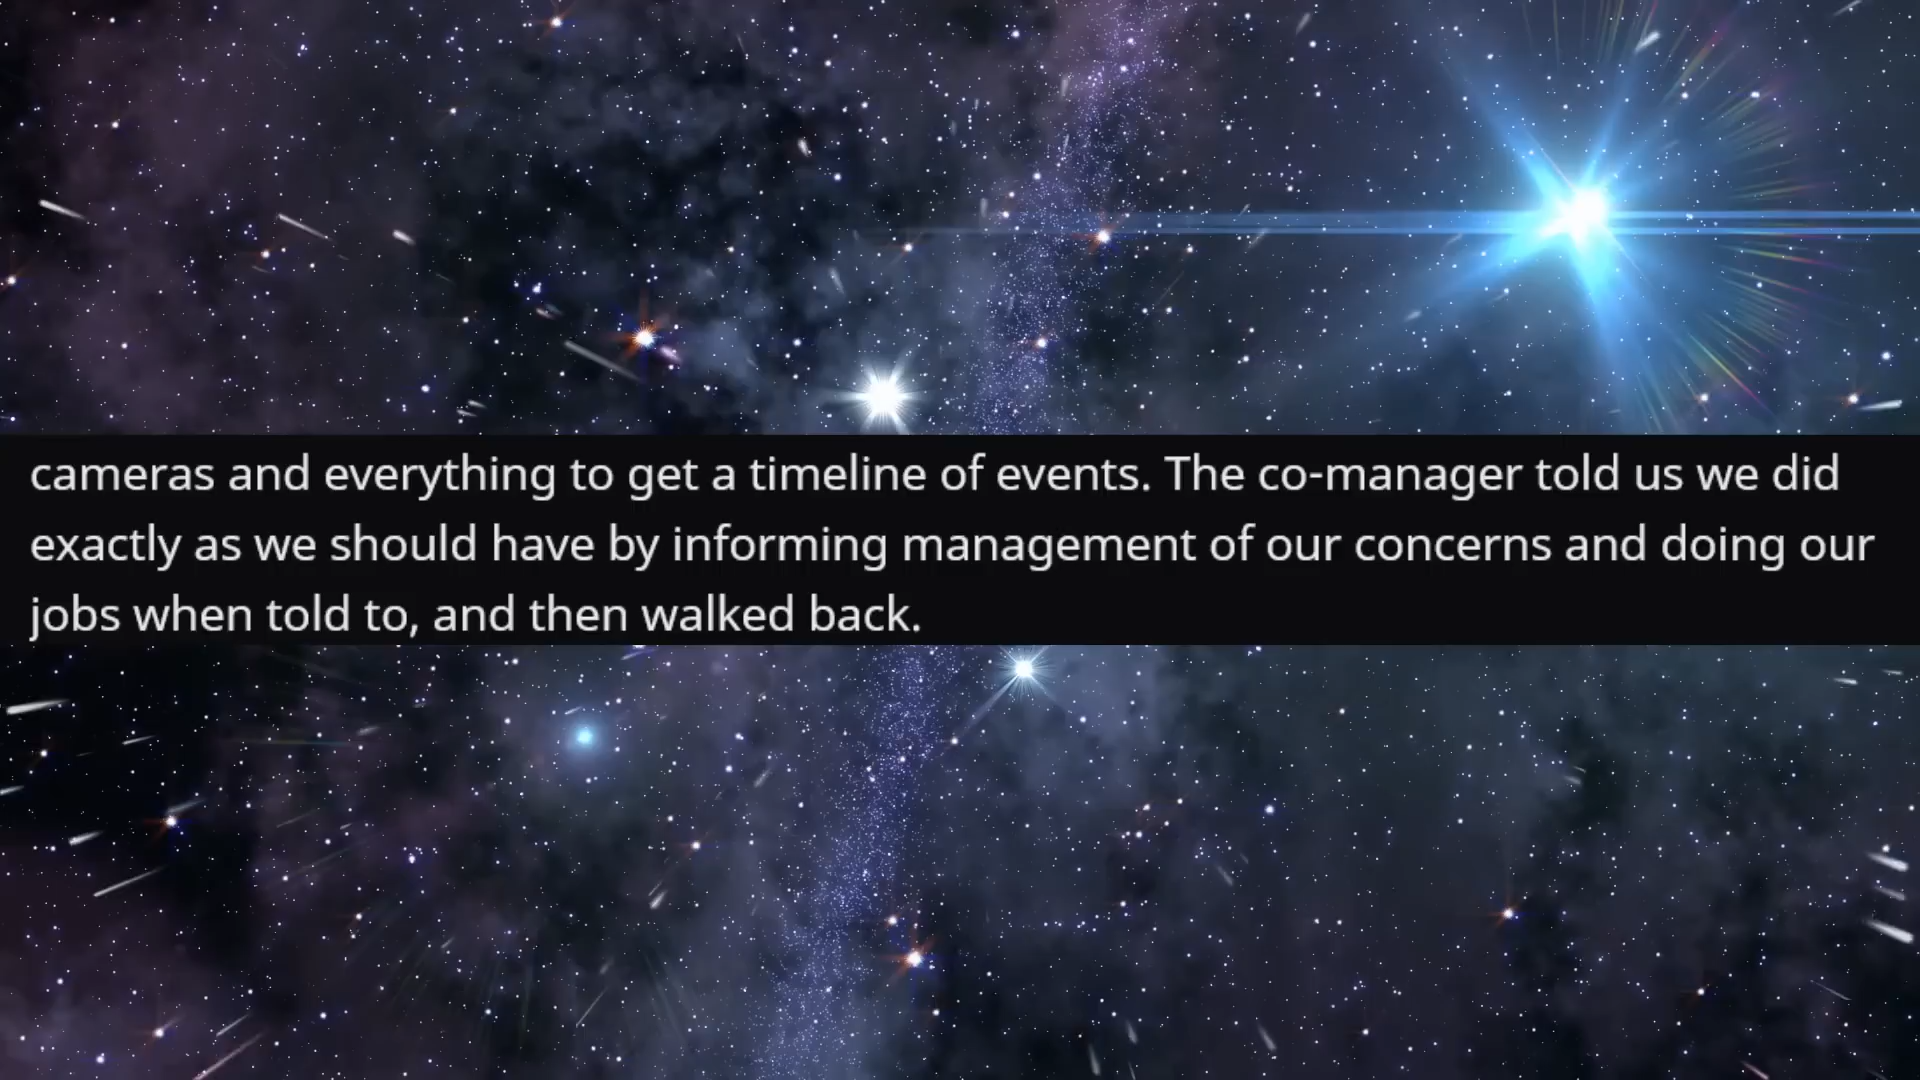 cameras and everything to get a timeline of events. The co-manager told us we did
exactly as we should have by informing management of our concerns and doing our
jobs when told to, and then walked back.